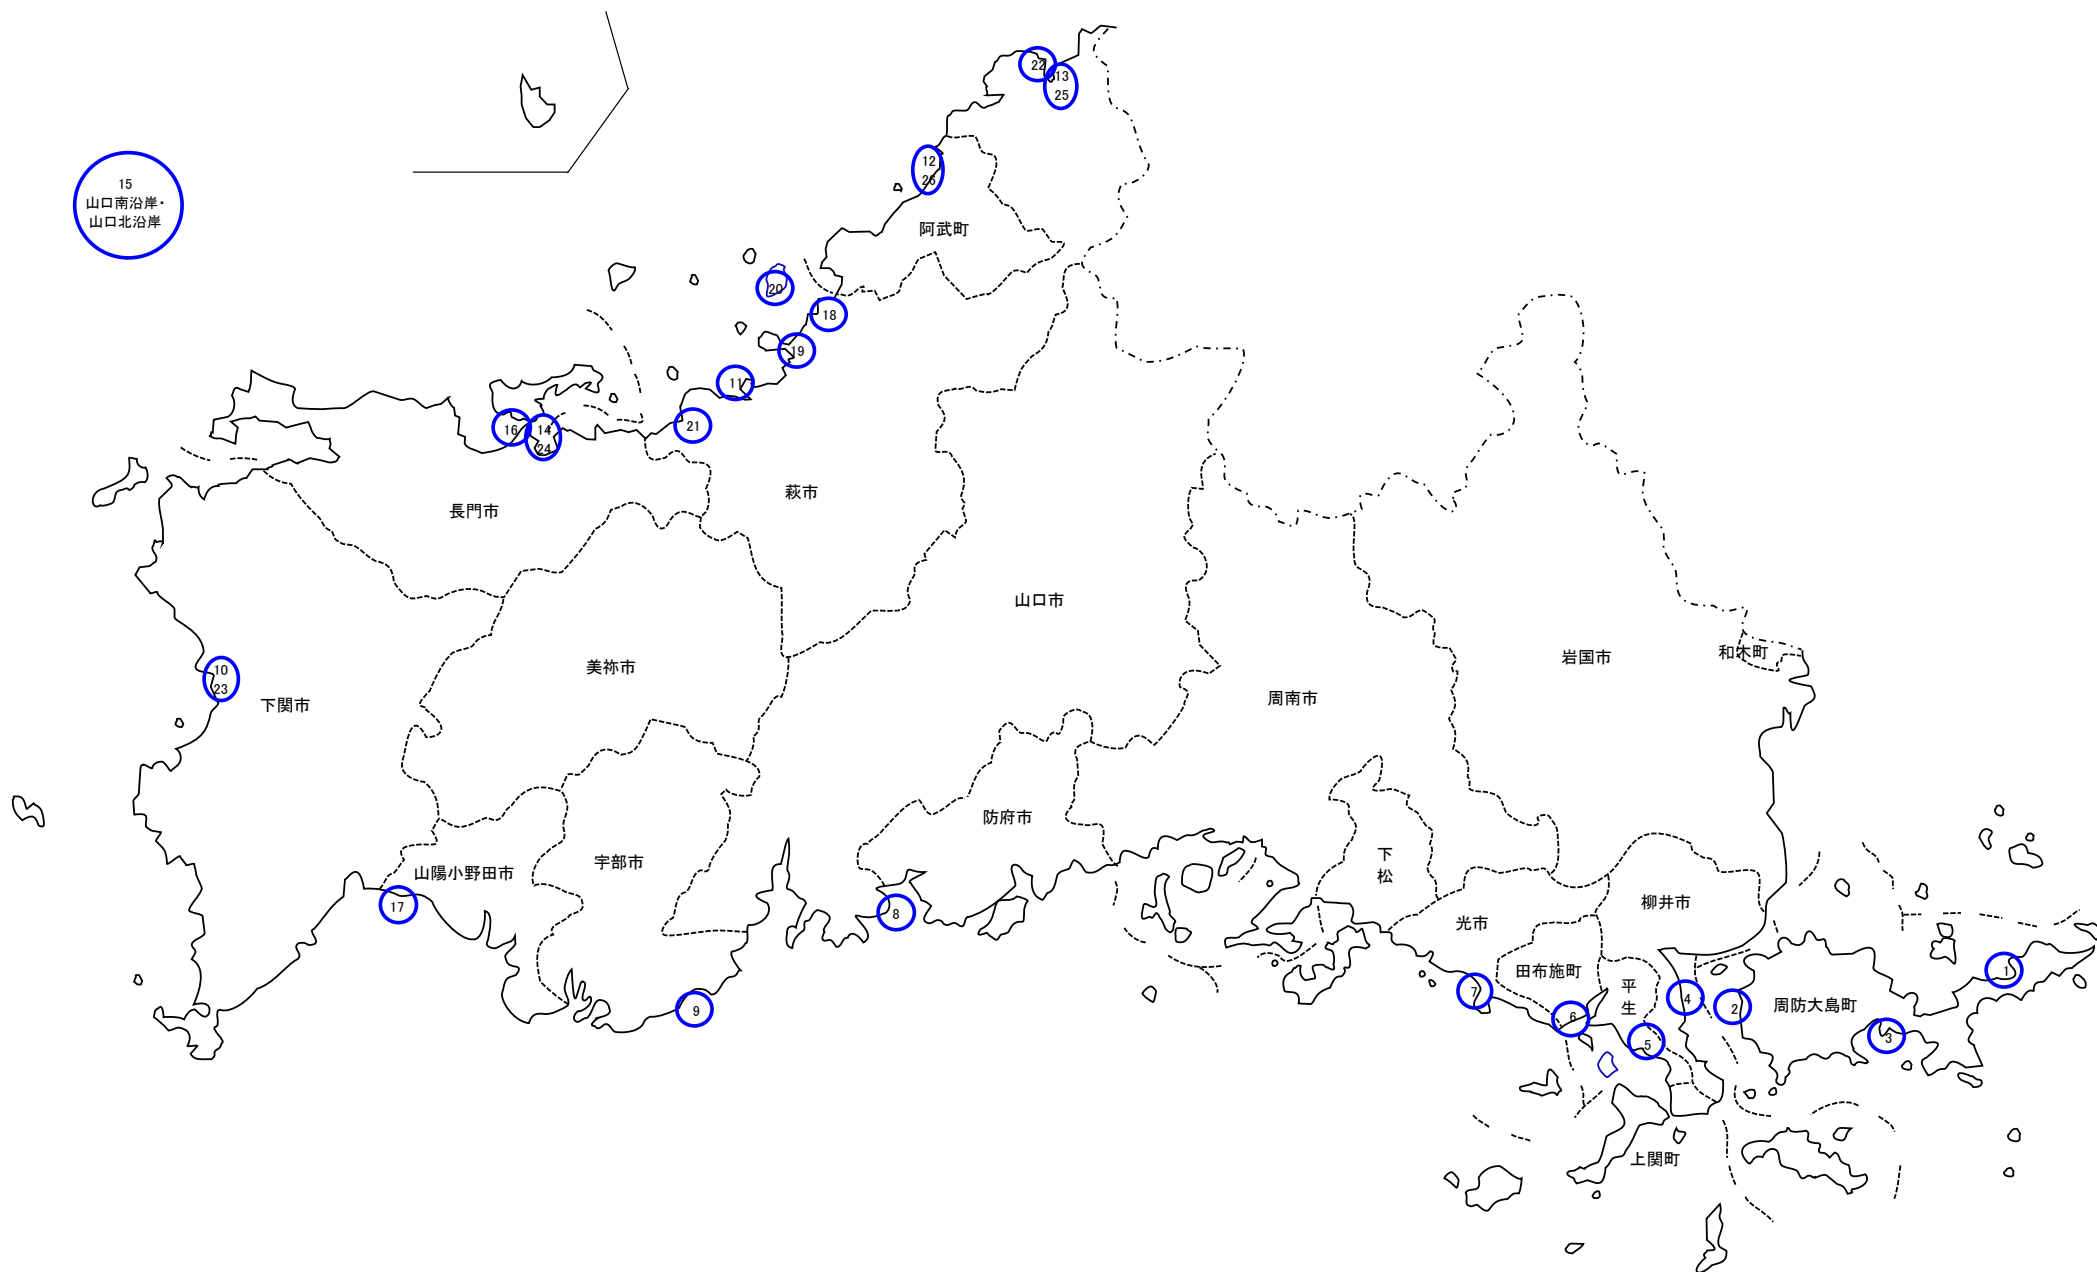 22
13
25
12
26
15
山口南沿岸・
山口北沿岸
阿武町
20
18
19
11
21
16
14
24
萩市
長門市
山口市
岩国市
和木町
美祢市
10
23
下関市
周南市
防府市
下
松
宇部市
山陽小野田市
17
8
柳井市
光市
田布施町
平
生
1
7
4
2
周防大島町
9
6
5
3
上関町